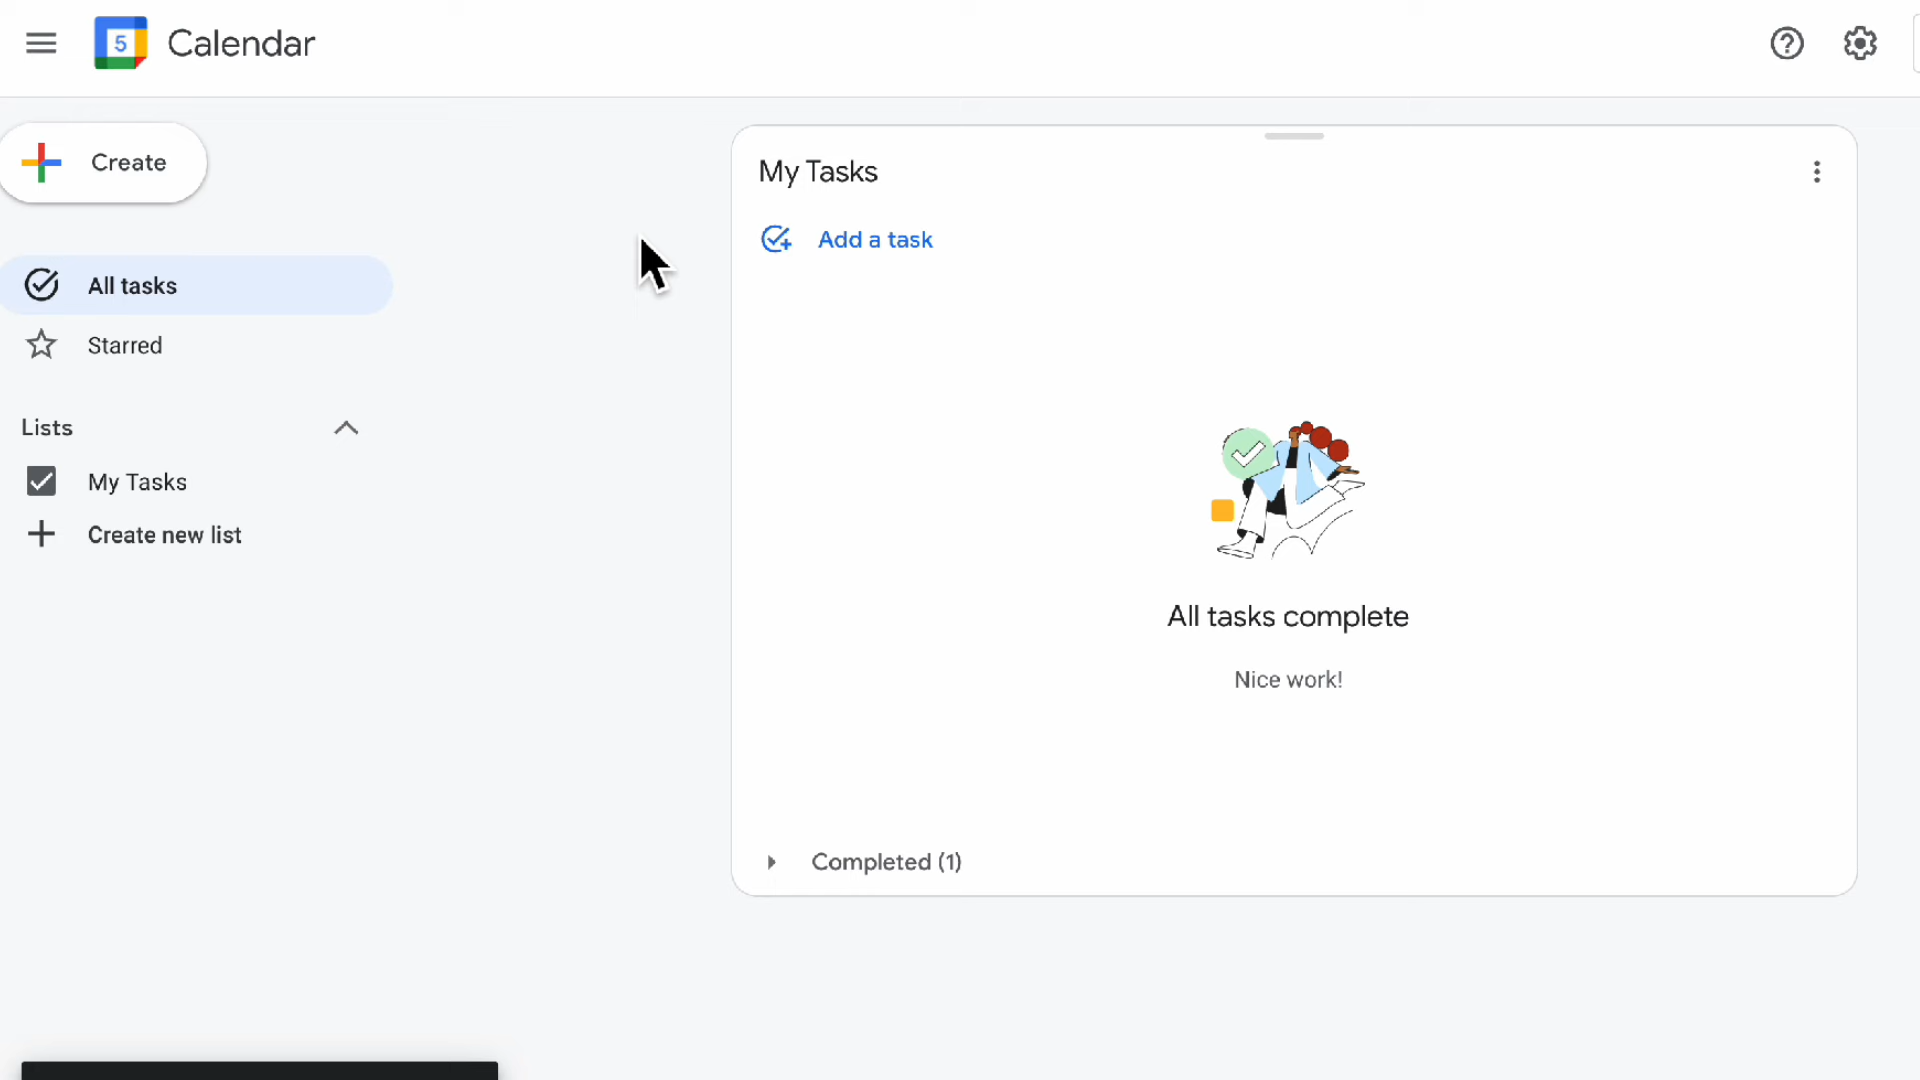 5 Calendar
Create
My Tasks
Add a task
All tasks
Starred
Lists
My Tasks
Create new list
All tasks complete
Nice work!
Completed (1)